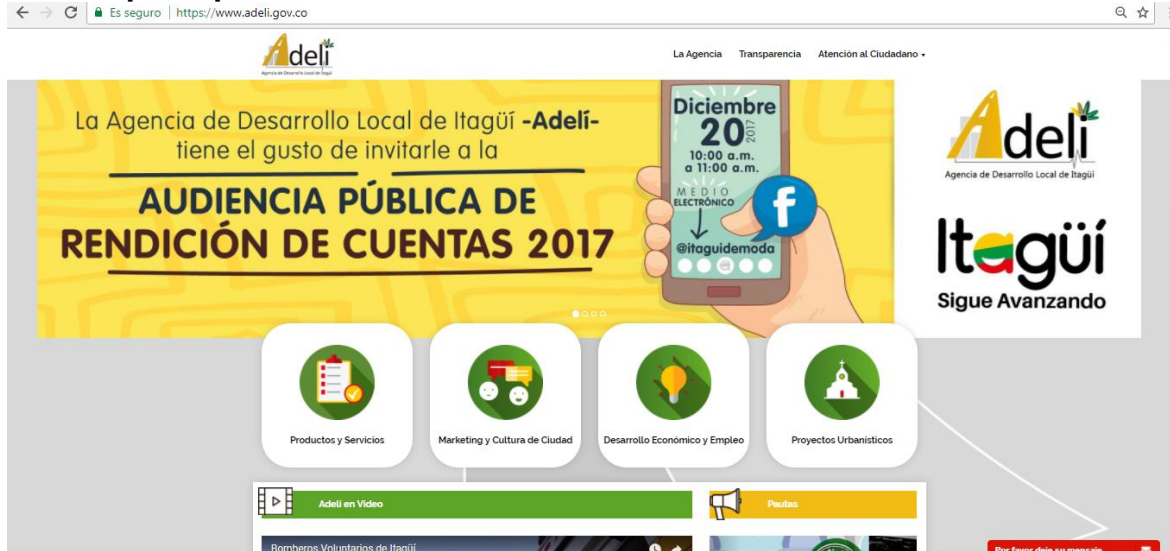 Es seguro
https://www.adeli.gov.co
Adelí
Agencia de Desarrollo Local de Itagüí
La Agencia
Transparencia
Atención al Ciudadano
La Agencia de Desarrollo Local de Itagüí -Adelí-
tiene el gusto de invitarle a la
AUDIENCIA PÚBLICA DE
RENDICIÓN DE CUENTAS 2017
Diciembre
20 2017
10:00 a.m.
a 11:00 a.m.
MEDIO
ELECTRÓNICO
f
@itaguidemoda
Adelí
Agencia de Desarrollo Local de Itagüí
Itagüí
Sigue Avanzando
Productos y Servicios
Marketing y Cultura de Ciudad
Desarrollo Económico y Empleo
Proyectos Urbanisticos
Adeli en Video
Pautas
Bomberos Voluntarios de Itagüí
Por favor deje su mensaje